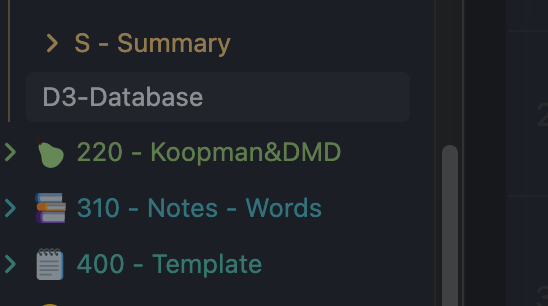 S - Summary
D3-Database
220 - Koopman&DMD
310 - Notes - Words
400 - Template